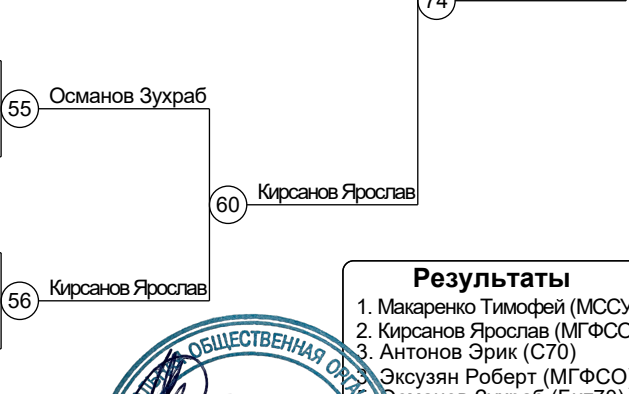 74
Османов Зухраб
55
Кирсанов Ярослав
60
Кирсанов Ярослав
56
Результаты
1. Макаренко Тимофей (МССУ
2. Кирсанов Ярослав (МГФСО
3. Антонов Эрик (С70)
3. Эксузян Роберт (МГФСО)
ОБЩЕСТВЕННАЯ